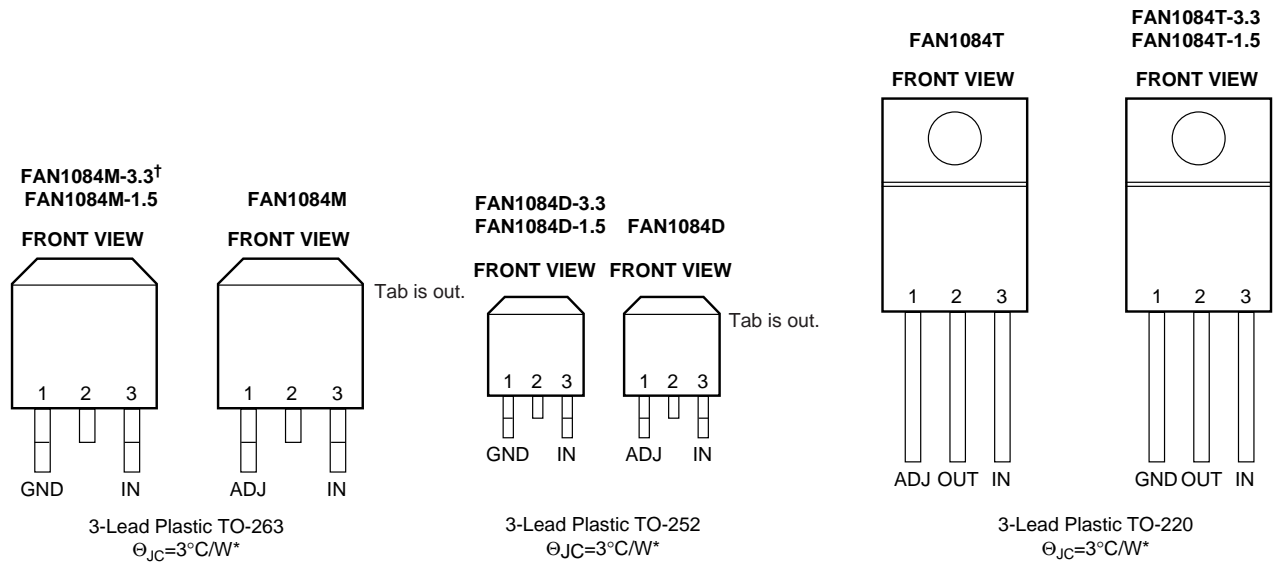 FAN1084M-3.3†
FAN1084M-1.5
FRONT VIEW
1 2 3
GND IN
FAN1084M
FRONT VIEW
Tab is out.
1 2 3
ADJ IN
3-Lead Plastic TO-263
ΘJC=3°C/W*
FAN1084D-3.3
FAN1084D-1.5
FRONT VIEW
1 2 3
GND IN
FAN1084D
FRONT VIEW
Tab is out.
1 2 3
ADJ IN
3-Lead Plastic TO-252
ΘJC=3°C/W*
FAN1084T
FRONT VIEW
1 2 3
ADJ OUT IN
FAN1084T-3.3
FAN1084T-1.5
FRONT VIEW
1 2 3
GND OUT IN
3-Lead Plastic TO-220
ΘJC=3°C/W*